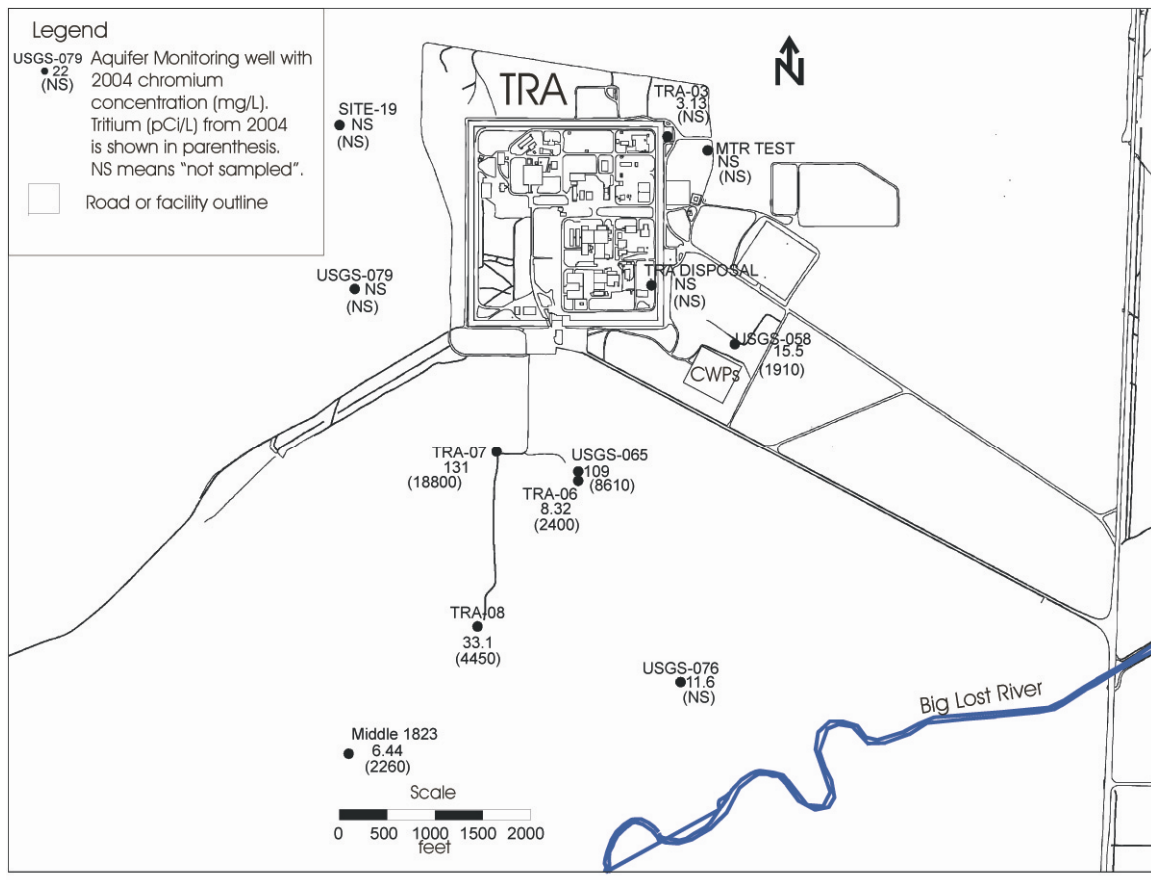 Legend
USGS-079
22
(NS)
Aquifer Monitoring well with
2004 chromium
concentration (mg/L).
Tritium (pCi/L) from 2004
is shown in parenthesis.
NS means "not sampled".
Road or facility outline
TRA
N
SITE-19
NS
(NS)
TRA-03
3.13
(NS)
MTR TEST
NS
(NS)
USGS-079
NS
(NS)
TRA DISPOSAL
NS
(NS)
USGS-058
15.5
(1910)
CWPs
TRA-07
131
(18800)
USGS-065
109
(8610)
TRA-06
8.32
(2400)
TRA-08
33.1
(4450)
USGS-076
11.6
(NS)
Big Lost River
Middle 1823
6.44
(2260)
Scale
0 500 1000 1500 2000
feet